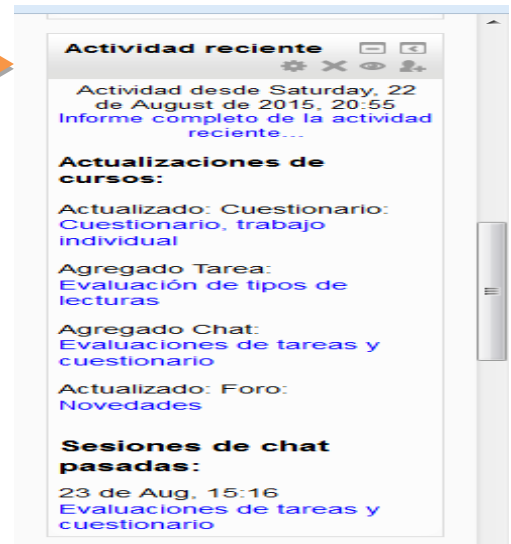 Actividad reciente
Actividad desde Saturday, 22
de August de 2015, 20:55
Informe completo de la actividad
reciente...
Actualizaciones de
cursos:
Actualizado: Cuestionario:
Cuestionario, trabajo
individual
Agregado Tarea:
Evaluación de tipos de
lecturas
Agregado Chat:
Evaluaciones de tareas y
cuestionario
Actualizado: Foro:
Novedades
Sesiones de chat
pasadas:
23 de Aug, 15:16
Evaluaciones de tareas y
cuestionario